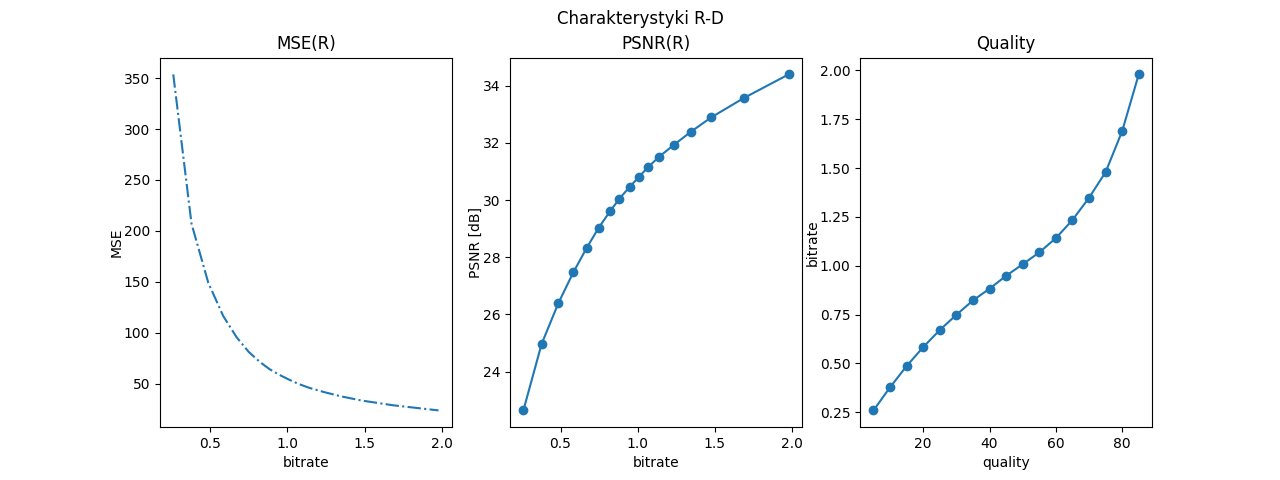 Charakterystyki R-D
MSE(R)
MSE
350
300
250
200
150
100
50
0.5 1.0 1.5 2.0
bitrate
PSNR(R)
PSNR [dB]
34
32
30
28
26
24
0.5 1.0 1.5 2.0
bitrate
Quality
bitrate
2.00
1.75
1.50
1.25
1.00
0.75
0.50
0.25
20 40 60 80
quality